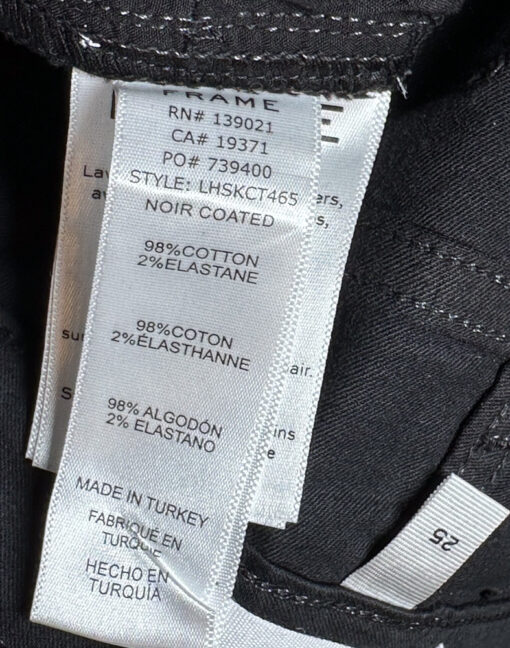 FRAME
RN# 139021
CA# 19371
PO# 739400
STYLE: LHSKCT465
NOIR COATED
98%COTTON
2%ELASTANE
98%COTON
2%ÉLASTHANNE
98% ALGODÓN
2% ELASTANO
MADE IN TURKEY
FABRIQUÉ EN
TURQUIE
HECHO EN
TURQUÍA
25